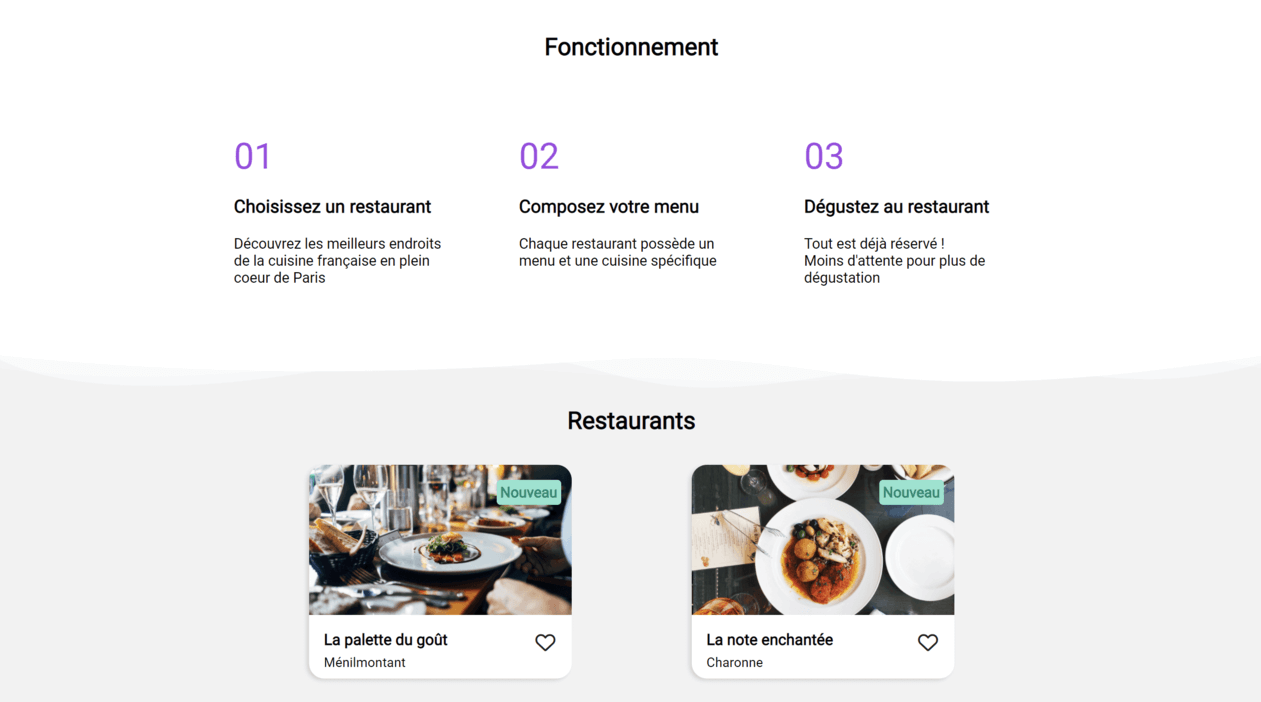 Fonctionnement
01
Choisissez un restaurant
Découvrez les meilleurs endroits
de la cuisine française en plein
coeur de Paris
02
Composez votre menu
Chaque restaurant possède un
menu et une cuisine spécifique
03
Dégustez au restaurant
Tout est déjà réservé !
Moins d'attente pour plus de
dégustation
Restaurants
Nouveau
La palette du goût
Ménilmontant
Nouveau
La note enchantée
Charonne